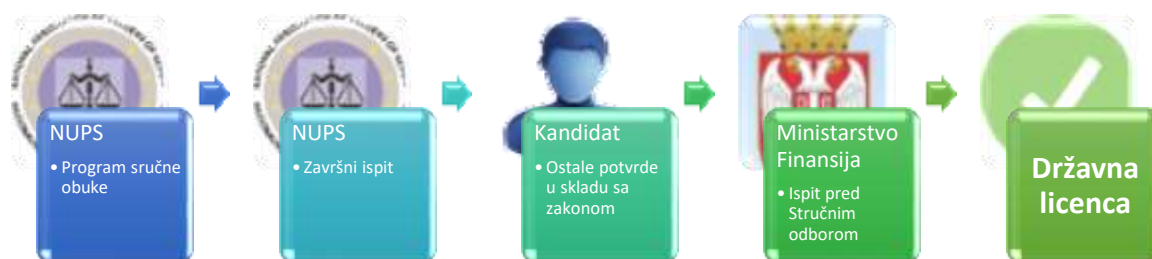 NUPS
• Program sručne
obuke
NUPS
• Završni ispit
Kandidat
• Ostale potvrde
u skladu sa
zakonom
Ministarstvo
Finansija
• Ispit pred
Stručnim
odborom
Državna
licenca